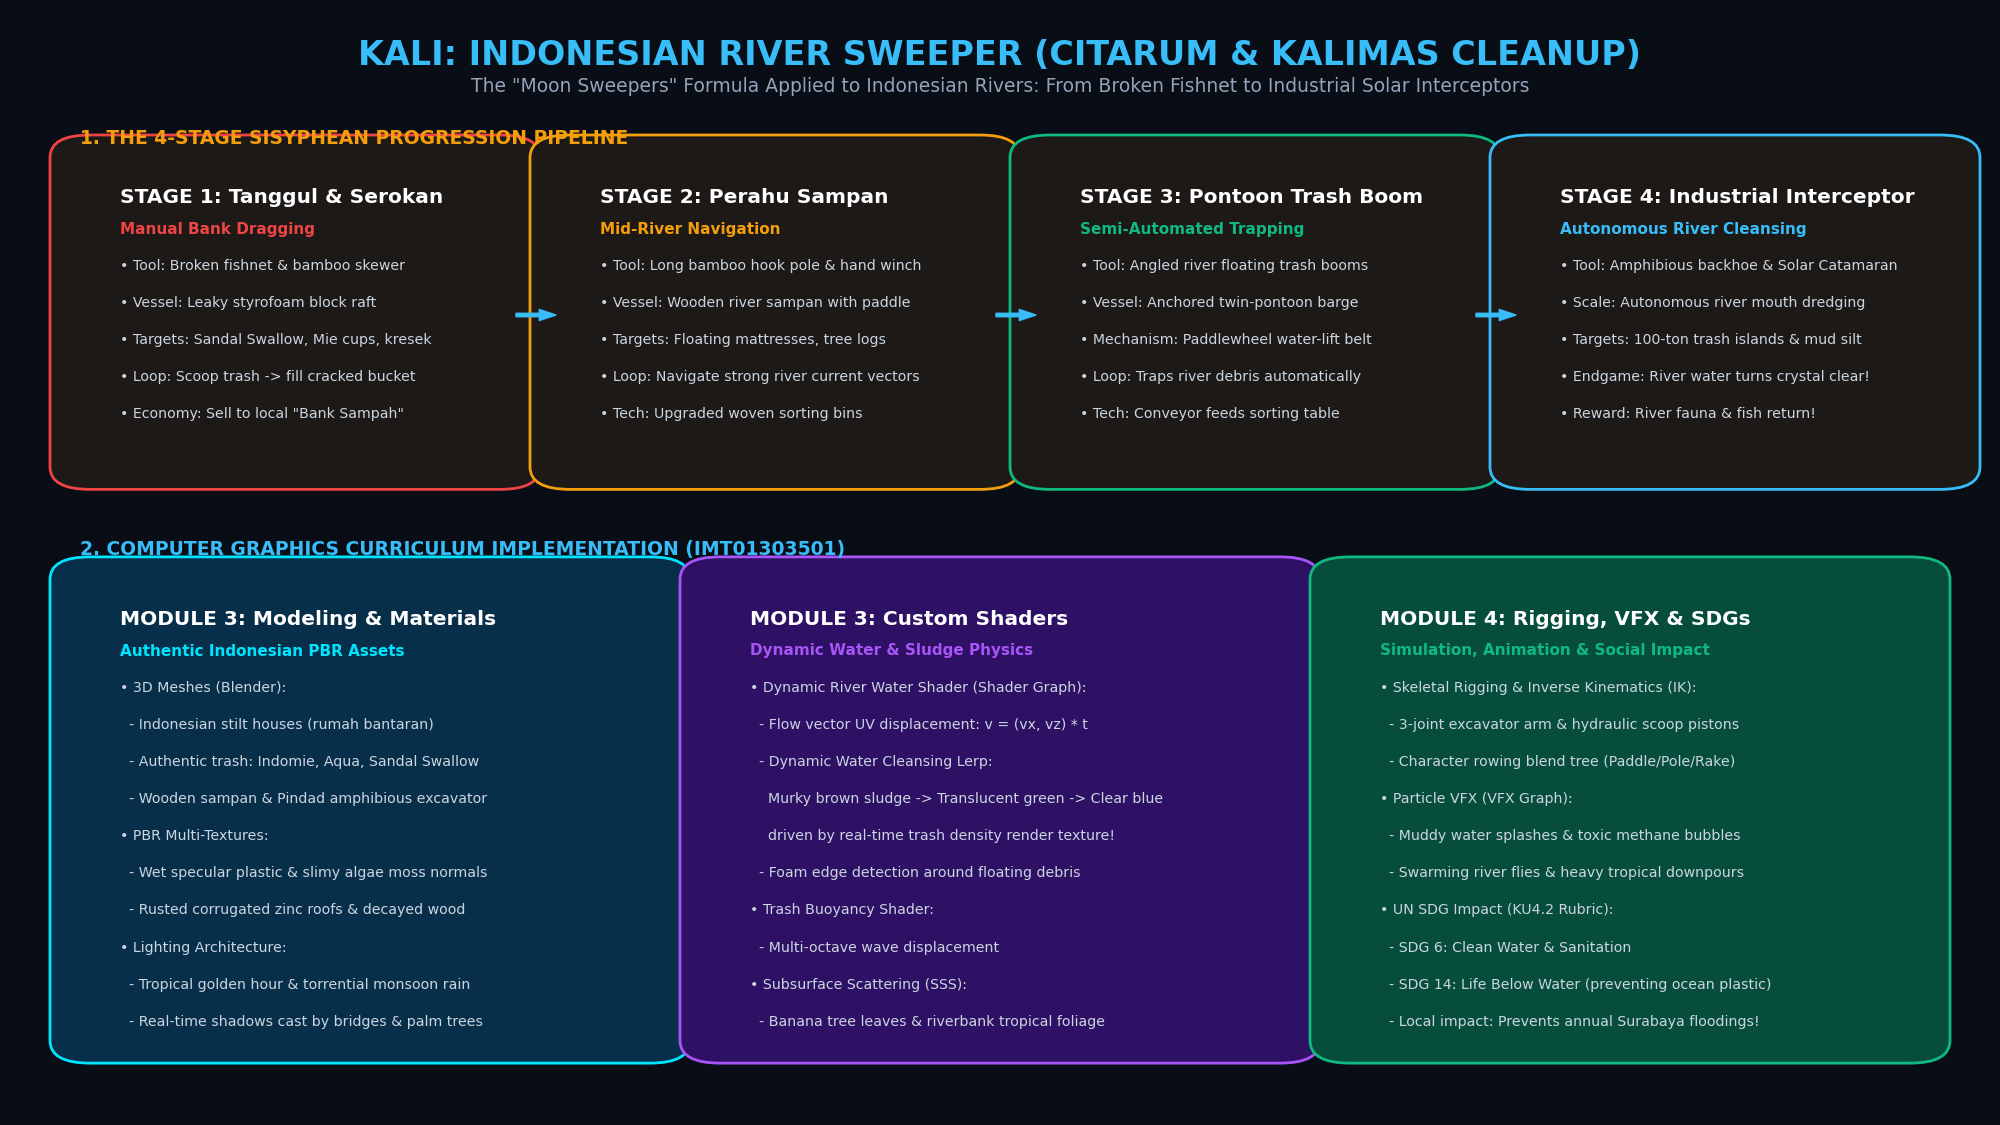 KALI: INDONESIAN RIVER SWEEPER (CITARUM & KALIMAS CLEANUP)
The "Moon Sweepers" Formula Applied to Indonesian Rivers: From Broken Fishnet to Industrial Solar Interceptors
1. THE 4-STAGE SISYPHEAN PROGRESSION PIPELINE
STAGE 1: Tanggul & Serokan
Manual Bank Dragging
• Tool: Broken fishnet & bamboo skewer
• Vessel: Leaky styrofoam block raft
• Targets: Sandal Swallow, Mie cups, kresek
• Loop: Scoop trash -> fill cracked bucket
• Economy: Sell to local "Bank Sampah"
STAGE 2: Perahu Sampan
Mid-River Navigation
• Tool: Long bamboo hook pole & hand winch
• Vessel: Wooden river sampan with paddle
• Targets: Floating mattresses, tree logs
• Loop: Navigate strong river current vectors
• Tech: Upgraded woven sorting bins
STAGE 3: Pontoon Trash Boom
Semi-Automated Trapping
• Tool: Angled river floating trash booms
• Vessel: Anchored twin-pontoon barge
• Mechanism: Paddlewheel water-lift belt
• Loop: Traps river debris automatically
• Tech: Conveyor feeds sorting table
STAGE 4: Industrial Interceptor
Autonomous River Cleansing
• Tool: Amphibious backhoe & Solar Catamaran
• Scale: Autonomous river mouth dredging
• Targets: 100-ton trash islands & mud silt
• Endgame: River water turns crystal clear!
• Reward: River fauna & fish return!
2. COMPUTER GRAPHICS CURRICULUM IMPLEMENTATION (IMT01303501)
MODULE 3: Modeling & Materials
Authentic Indonesian PBR Assets
• 3D Meshes (Blender):
- Indonesian stilt houses (rumah bantaran)
- Authentic trash: Indomie, Aqua, Sandal Swallow
- Wooden sampan & Pindad amphibious excavator
• PBR Multi-Textures:
- Wet specular plastic & slimy algae moss normals
- Rusted corrugated zinc roofs & decayed wood
• Lighting Architecture:
- Tropical golden hour & torrential monsoon rain
- Real-time shadows cast by bridges & palm trees
MODULE 3: Custom Shaders
Dynamic Water & Sludge Physics
• Dynamic River Water Shader (Shader Graph):
- Flow vector UV displacement: v = (vx, vz) * t
- Dynamic Water Cleansing Lerp:
Murky brown sludge -> Translucent green -> Clear blue
driven by real-time trash density render texture!
- Foam edge detection around floating debris
• Trash Buoyancy Shader:
- Multi-octave wave displacement
• Subsurface Scattering (SSS):
- Banana tree leaves & riverbank tropical foliage
MODULE 4: Rigging, VFX & SDGs
Simulation, Animation & Social Impact
• Skeletal Rigging & Inverse Kinematics (IK):
- 3-joint excavator arm & hydraulic scoop pistons
- Character rowing blend tree (Paddle/Pole/Rake)
• Particle VFX (VFX Graph):
- Muddy water splashes & toxic methane bubbles
- Swarming river flies & heavy tropical downpours
• UN SDG Impact (KU4.2 Rubric):
- SDG 6: Clean Water & Sanitation
- SDG 14: Life Below Water (preventing ocean plastic)
- Local impact: Prevents annual Surabaya floodings!